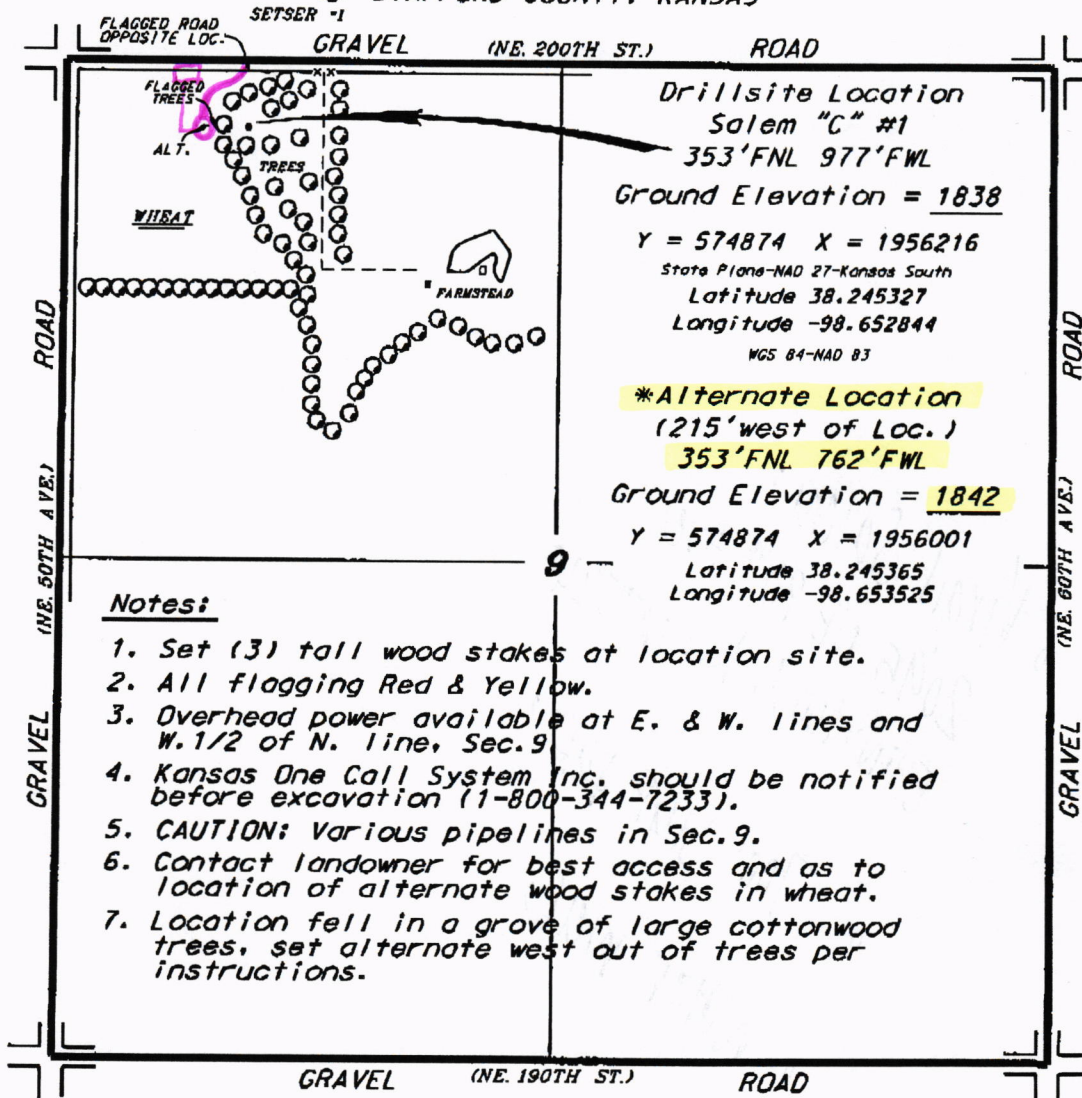 SETSER -1
FLAGGED ROAD
OPPOSITE LOC.
GRAVEL (NE. 200TH ST.) ROAD
FLAGGED
TREES
ALT.
TREES
WHEAT
FARMSTEAD
Drillsite Location
Salem "C" #1
353'FNL 977'FWL
Ground Elevation = 1838
Y = 574874 X = 1956216
State Plane-NAD 27-Kansas South
Latitude 38.245327
Longitude -98.652844
WGS 84-NAD 83
*Alternate Location
(215'west of Loc.)
353'FNL 762'FWL
Ground Elevation = 1842
Y = 574874 X = 1956001
Latitude 38.245365
Longitude -98.653525
9
GRAVEL (NE. 50TH AVE.) ROAD
GRAVEL (NE. 60TH AVE.) ROAD
Notes:
1. Set (3) tall wood stakes at location site.
2. All flagging Red & Yellow.
3. Overhead power available at E. & W. lines and
W.1/2 of N. line, Sec.9
4. Kansas One Call System Inc. should be notified
before excavation (1-800-344-7233).
5. CAUTION: Various pipelines in Sec.9.
6. Contact landowner for best access and as to
location of alternate wood stakes in wheat.
7. Location fell in a grove of large cottonwood
trees, set alternate west out of trees per
instructions.
GRAVEL (NE. 190TH ST.) ROAD